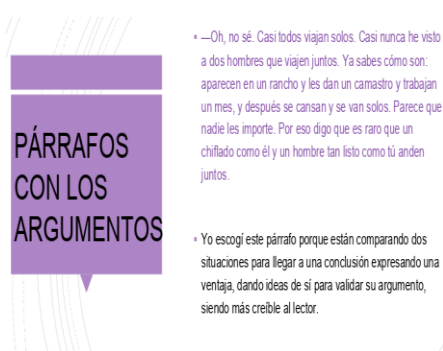 PÁRRAFOS
CON LOS
ARGUMENTOS
—Oh, no sé. Casi todos viajan solos. Casi nunca he visto
a dos hombres que viajen juntos. Ya sabes cómo son:
aparecen en un rancho y les dan un camastro y trabajan
un mes, y después se cansan y se van solos. Parece que
nadie les importe. Por eso digo que es raro que un
chiflado como él y un hombre tan listo como tú anden
juntos.
Yo escogí este párrafo porque están comparando dos
situaciones para llegar a una conclusión expresando una
ventaja, dando ideas de sí para validar su argumento,
siendo más creíble al lector.